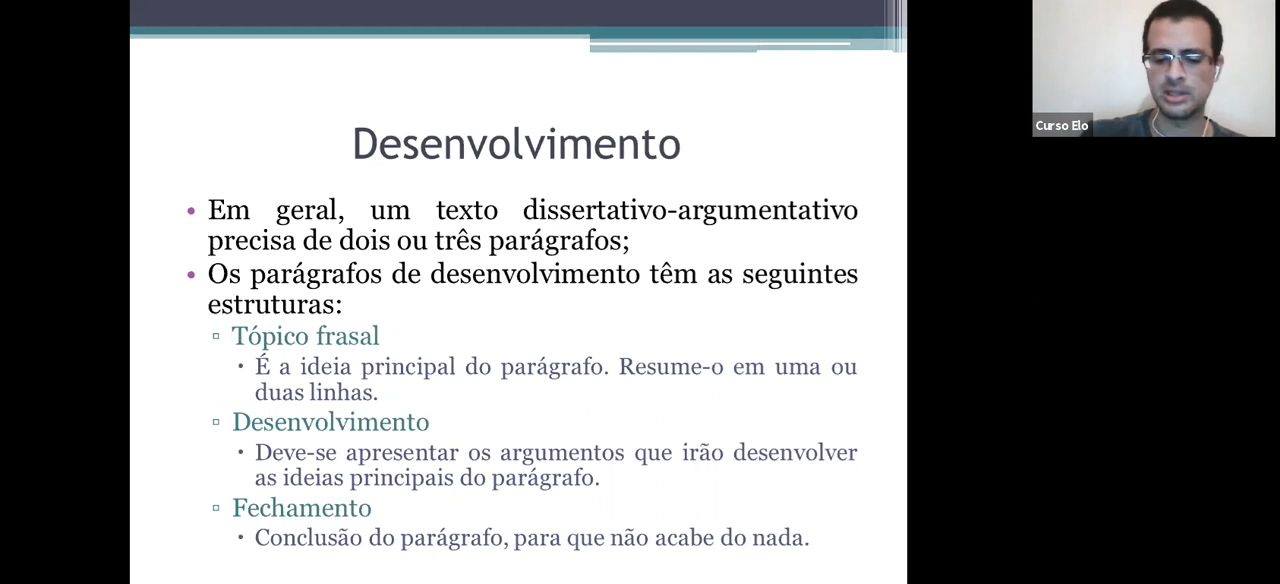 Desenvolvimento
• Em geral, um texto dissertativo-argumentativo
precisa de dois ou três parágrafos;
• Os parágrafos de desenvolvimento têm as seguintes
estruturas:
▫ Tópico frasal
• É a ideia principal do parágrafo. Resume-o em uma ou
duas linhas.
▫ Desenvolvimento
• Deve-se apresentar os argumentos que irão desenvolver
as ideias principais do parágrafo.
▫ Fechamento
• Conclusão do parágrafo, para que não acabe do nada.
Curso Elo